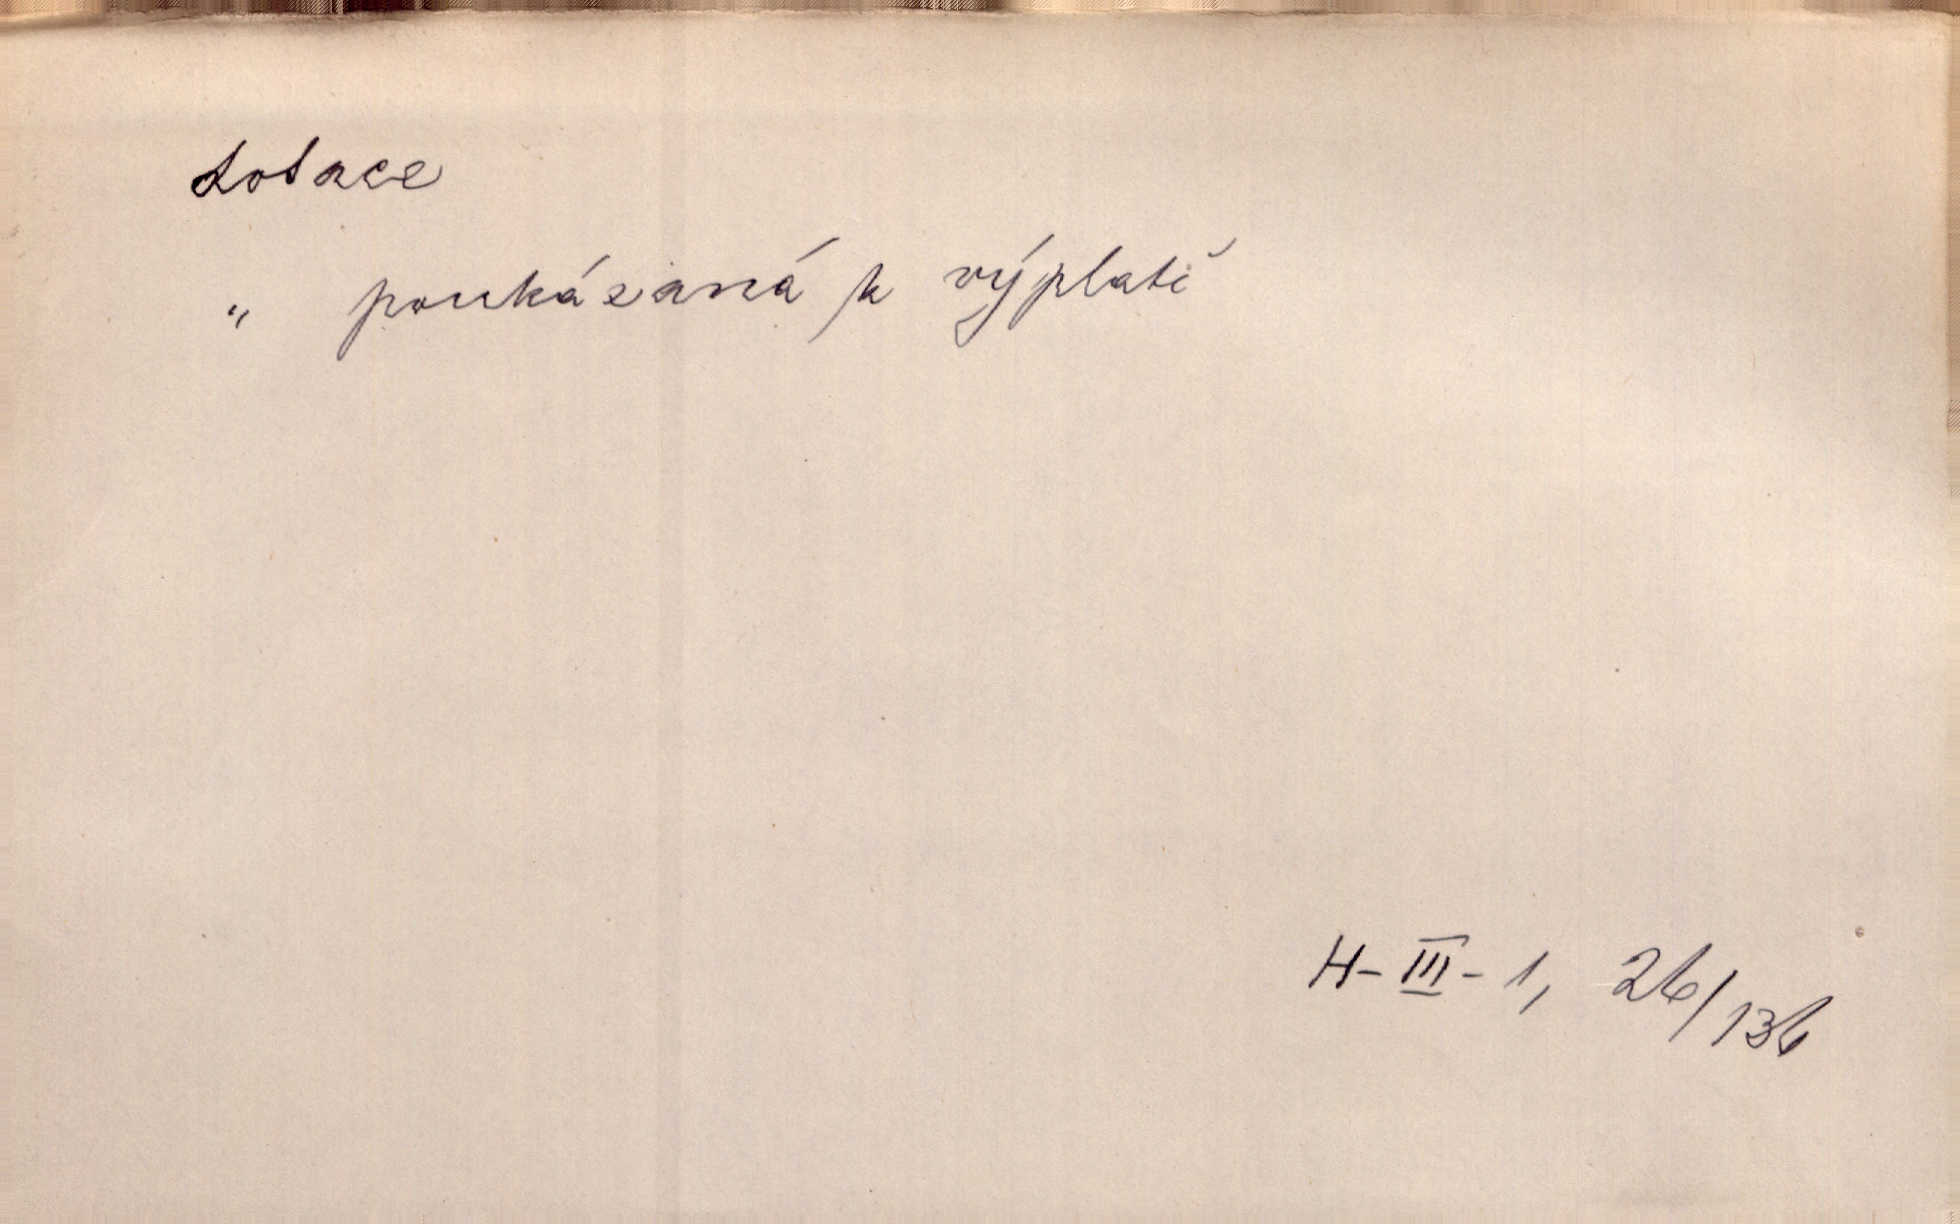 dotace
" poukázaná k výplatě
H-III-1, 26/136